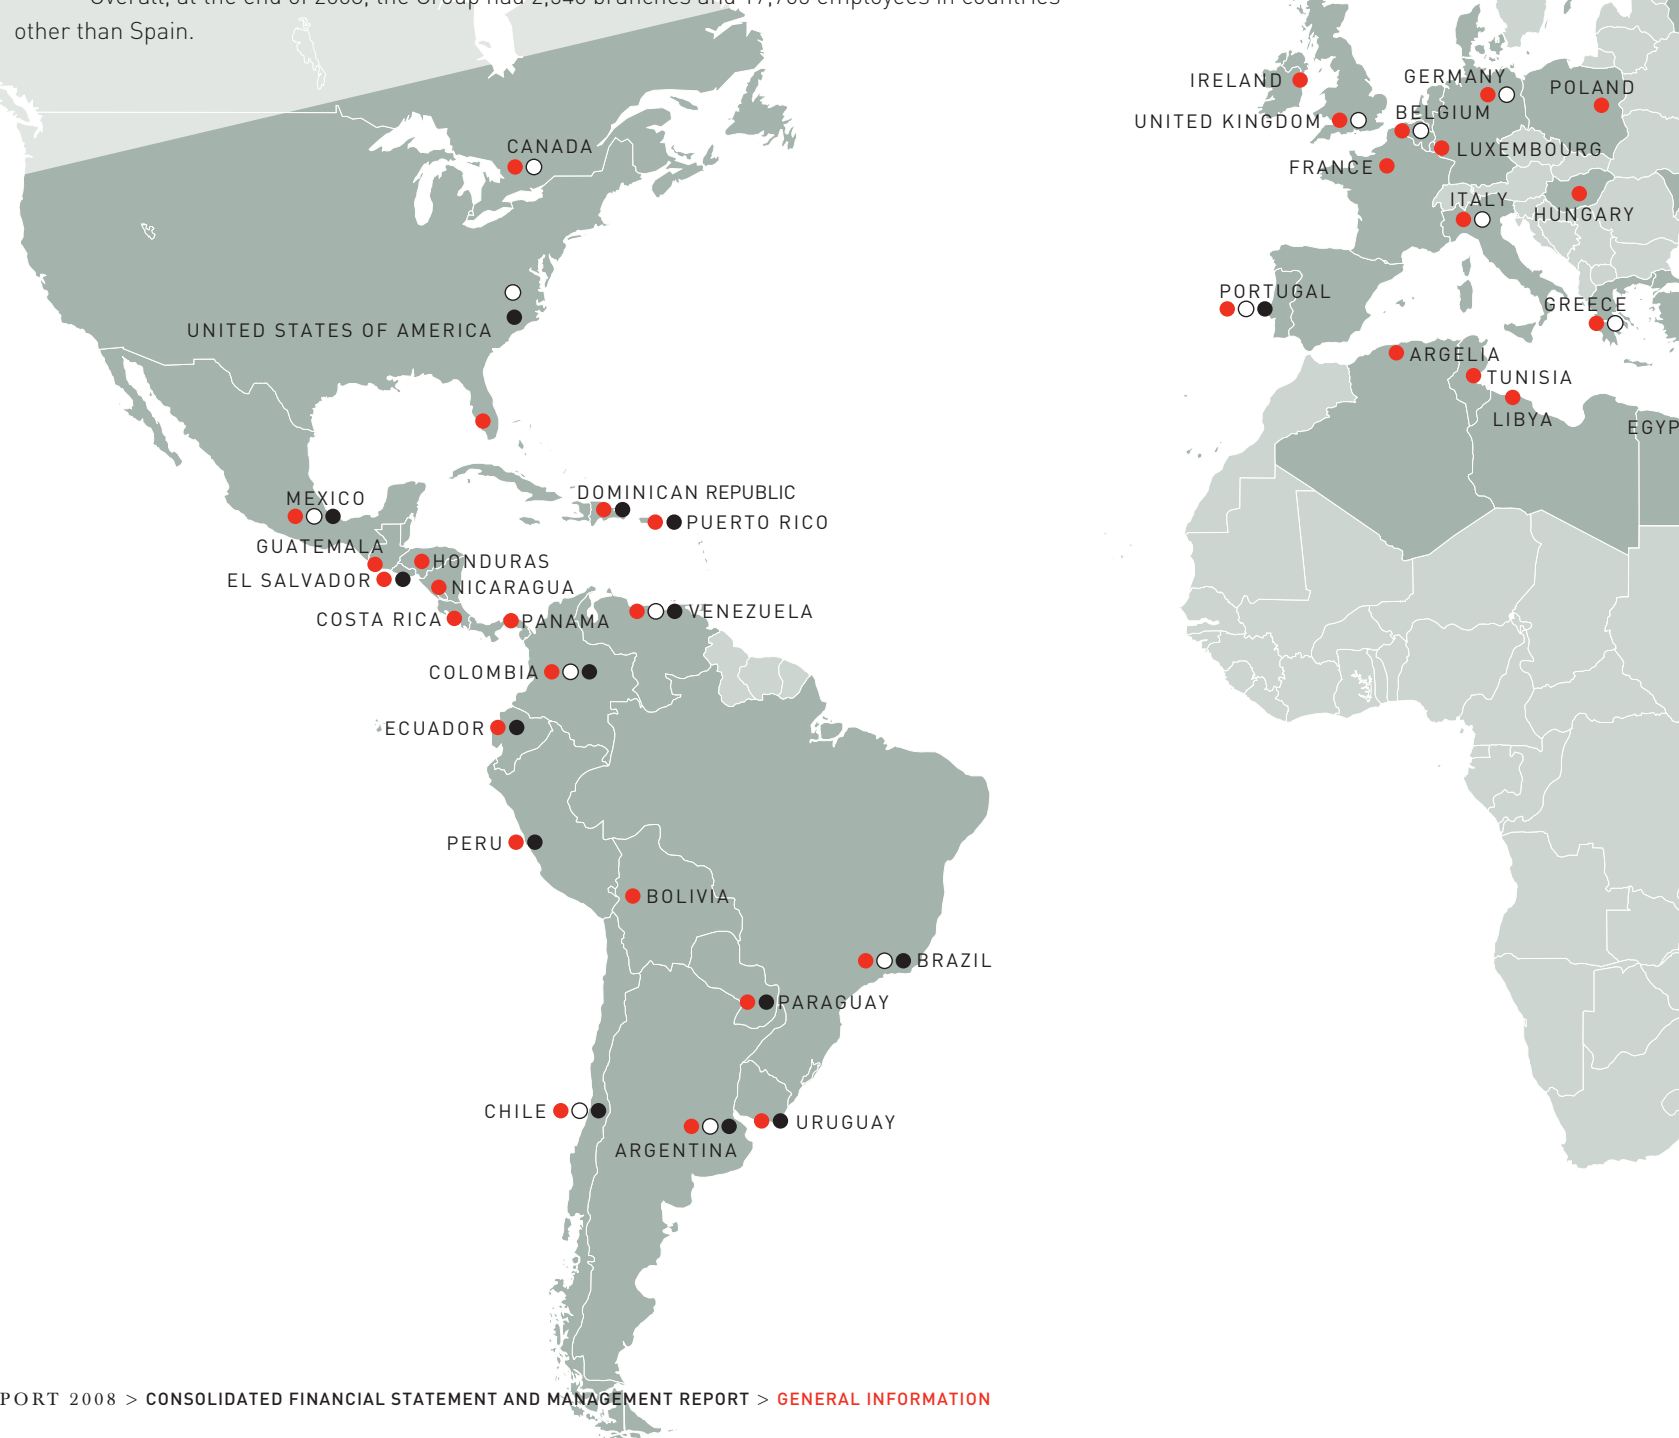 other than Spain.
IRELAND
GERMANY
POLAND
UNITED KINGDOM
BELGIUM
CANADA
LUXEMBOURG
FRANCE
ITALY
HUNGARY
PORTUGAL
GREECE
UNITED STATES OF AMERICA
ARGELIA
TUNISIA
LIBYA
EGYP
MEXICO
DOMINICAN REPUBLIC
PUERTO RICO
GUATEMALA
HONDURAS
EL SALVADOR
NICARAGUA
COSTA RICA
PANAMA
VENEZUELA
COLOMBIA
ECUADOR
PERU
BOLIVIA
BRAZIL
PARAGUAY
CHILE
URUGUAY
ARGENTINA
PORT 2008 > CONSOLIDATED FINANCIAL STATEMENT AND MANAGEMENT REPORT > GENERAL INFORMATION